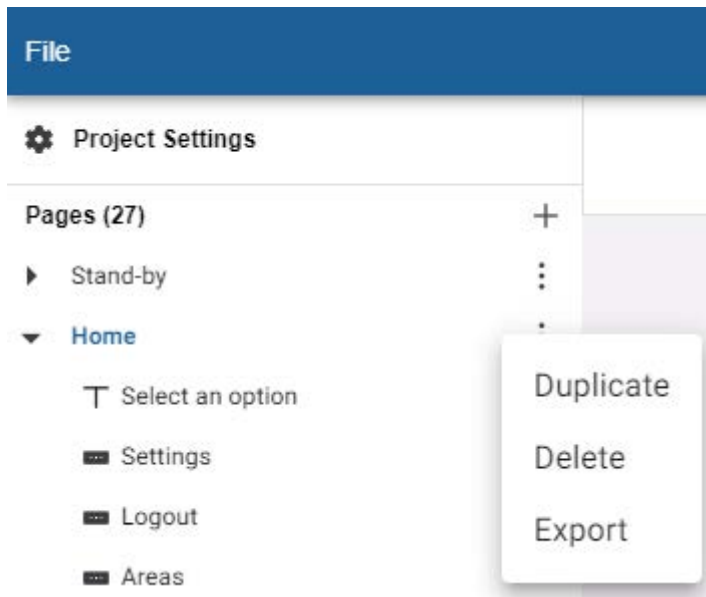 File
Project Settings
Pages (27)
Stand-by
Home
Select an option
Settings
Logout
Areas
Duplicate
Delete
Export